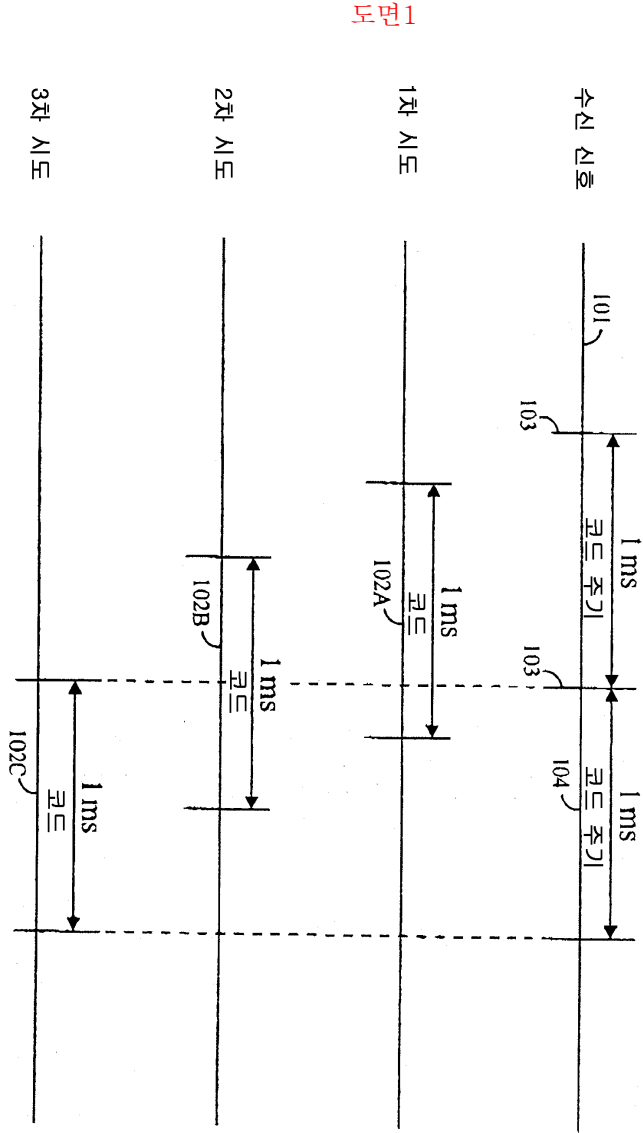 도면1
수신 신호
101
103
1 ms
코드 주기
103
1 ms
코드 주기
104
1차 시도
1 ms
코드
102A
2차 시도
1 ms
코드
102B
3차 시도
1 ms
코드
102C